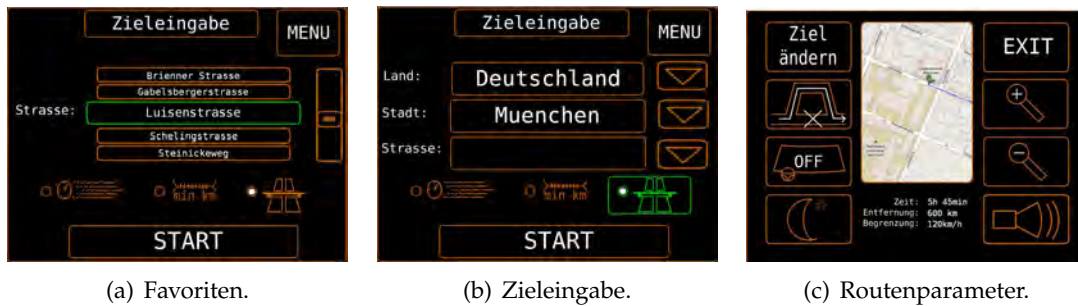 Zieleingabe
MENU
Brienner Strasse
Gabelsbergerstrasse
Strasse:
Luisenstrasse
Schelingstrasse
Steinickeweg
min km
START
(a) Favoriten.
Zieleingabe
MENU
Land:
Deutschland
Stadt:
Muenchen
Strasse:
min km
START
(b) Zieleingabe.
Ziel
ändern
EXIT
OFF
Zeit: 5h 45min
Entfernung: 600 km
Begrenzung: 120km/h
(c) Routenparameter.